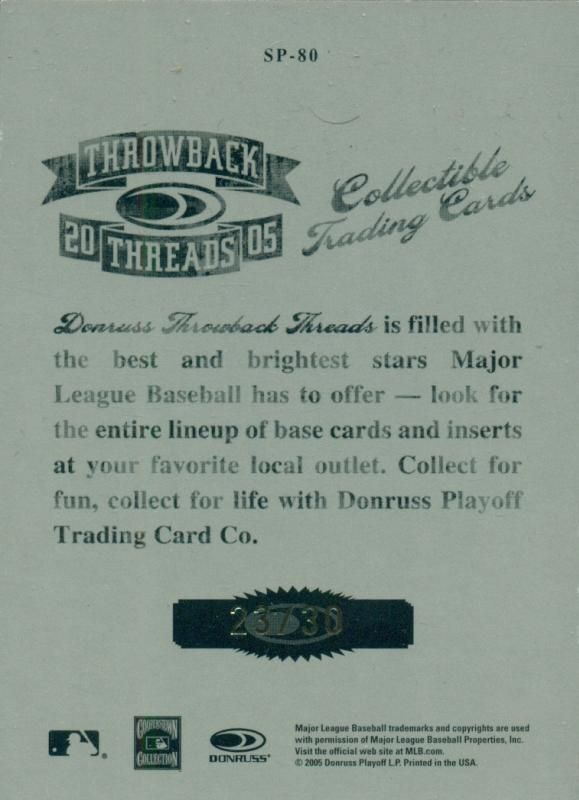 SP-80
THROWBACK
20 THREADS 05
Collectible
Trading Cards
Donruss Throwback Threads is filled with
the best and brightest stars Major
League Baseball has to offer — look for
the entire lineup of base cards and inserts
at your favorite local outlet. Collect for
fun, collect for life with Donruss Playoff
Trading Card Co.
23/30
COOPERSTOWN
COLLECTION
DONRUSS
Major League Baseball trademarks and copyrights are used
with permission of Major League Baseball Properties, Inc.
Visit the official web site at MLB.com.
© 2005 Donruss Playoff L.P. Printed in the USA.